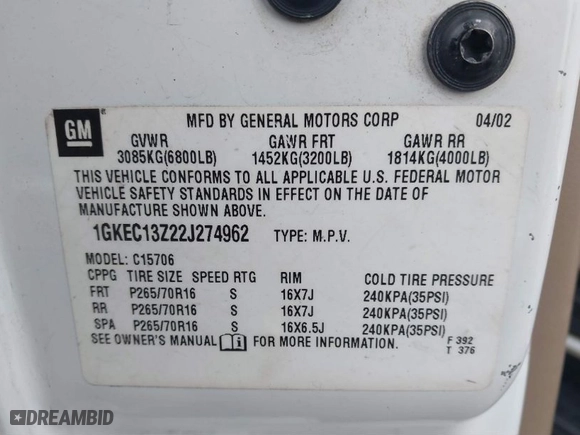 GM
MFD BY GENERAL MOTORS CORP 04/02
GVWR GAWR FRT GAWR RR
3085KG(6800LB) 1452KG(3200LB) 1814KG(4000LB)
THIS VEHICLE CONFORMS TO ALL APPLICABLE U.S. FEDERAL MOTOR
VEHICLE SAFETY STANDARDS IN EFFECT ON THE DATE OF
MANUFACTURE SHOWN ABOVE.
1GKEC13Z22J274962 TYPE: M.P.V.
MODEL: C15706
CPPG TIRE SIZE SPEED RTG RIM COLD TIRE PRESSURE
FRT P265/70R16 S 16X7J 240KPA(35PSI)
RR P265/70R16 S 16X7J 240KPA(35PSI)
SPA P265/70R16 S 16X6.5J 240KPA(35PSI)
SEE OWNER'S MANUAL FOR MORE INFORMATION. F 392
T 376
DREAMBID